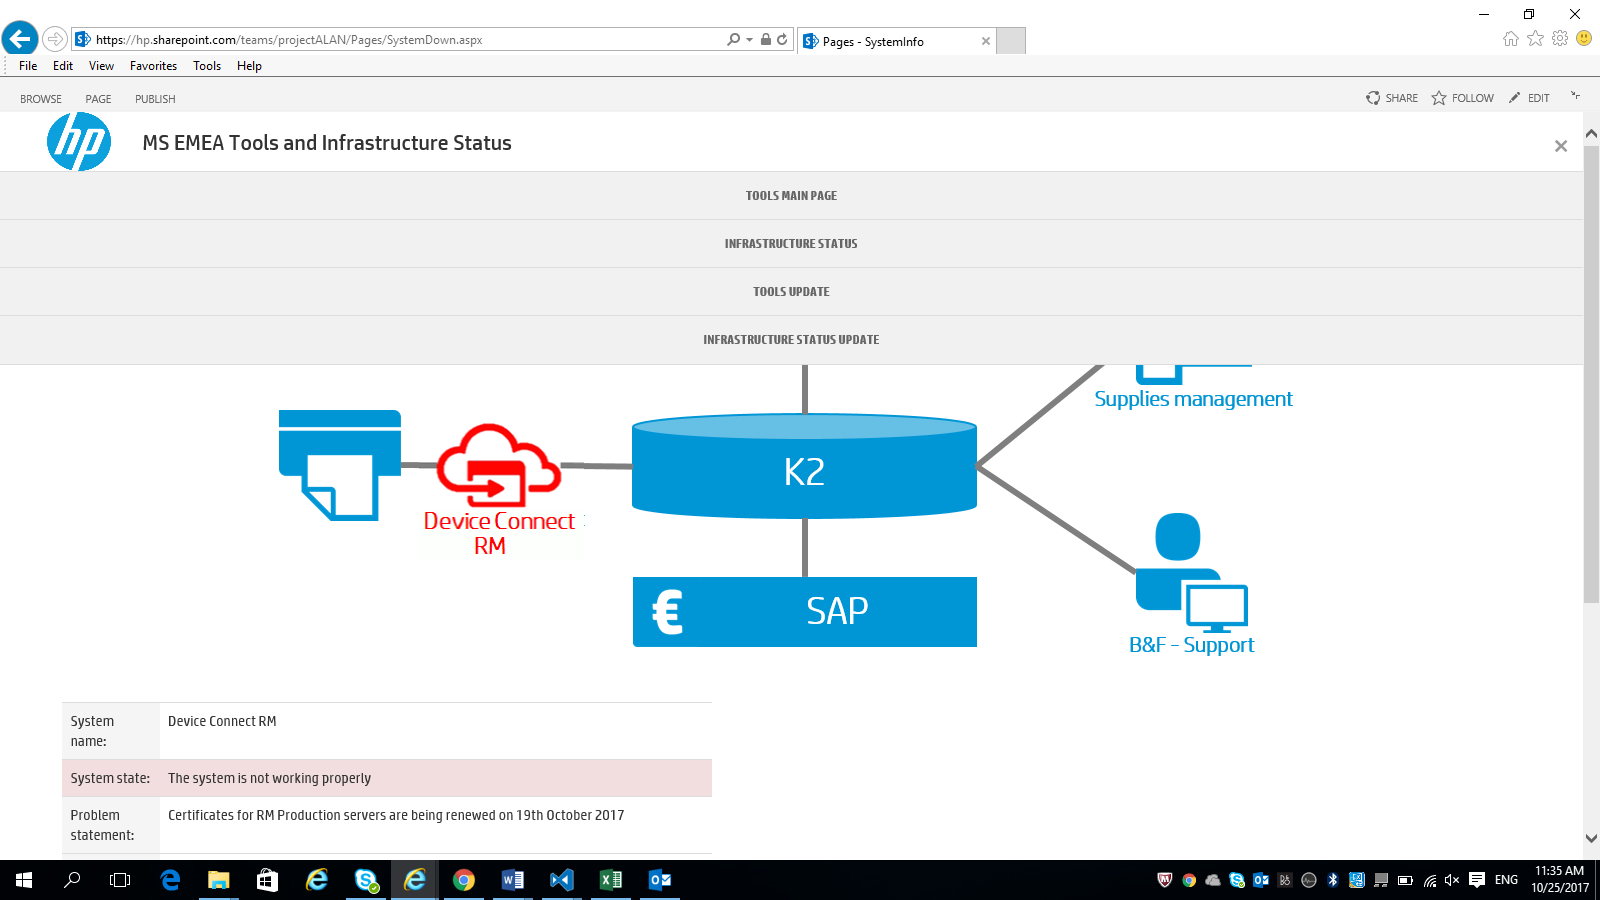 https://hp.sharepoint.com/teams/projectALAN/Pages/SystemDown.aspx
Pages - SystemInfo
File Edit View Favorites Tools Help
BROWSE PAGE PUBLISH
SHARE FOLLOW EDIT
hp
MS EMEA Tools and Infrastructure Status
TOOLS MAIN PAGE
INFRASTRUCTURE STATUS
TOOLS UPDATE
INFRASTRUCTURE STATUS UPDATE
Supplies management
K2
Device Connect
RM
€ SAP
B&F - Support
System name: Device Connect RM
System state: The system is not working properly
Problem statement: Certificates for RM Production servers are being renewed on 19th October 2017
ENG
11:35 AM
10/25/2017